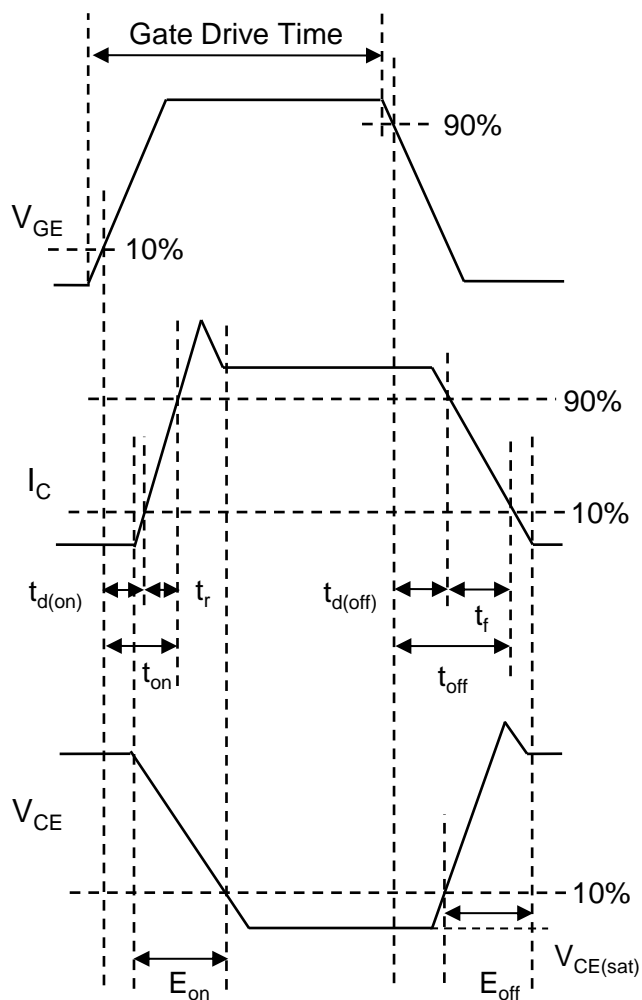 Gate Drive Time
90%
V_GE
10%
90%
I_C
10%
t_d(on)
t_r
t_d(off)
t_f
t_on
t_off
V_CE
10%
V_CE(sat)
E_on
E_off